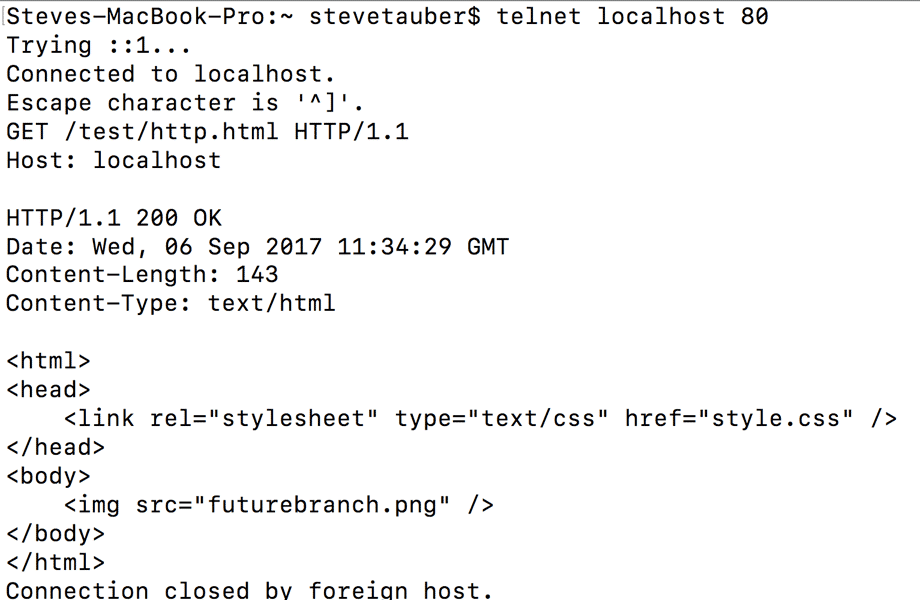 Steves-MacBook-Pro:~ stevetauber$ telnet localhost 80
Trying ::1...
Connected to localhost.
Escape character is '^]'.
GET /test/http.html HTTP/1.1
Host: localhost

HTTP/1.1 200 OK
Date: Wed, 06 Sep 2017 11:34:29 GMT
Content-Length: 143
Content-Type: text/html

<html>
<head>
    <link rel="stylesheet" type="text/css" href="style.css" />
</head>
<body>
    <img src="futurebranch.png" />
</body>
</html>
Connection closed by foreign host.